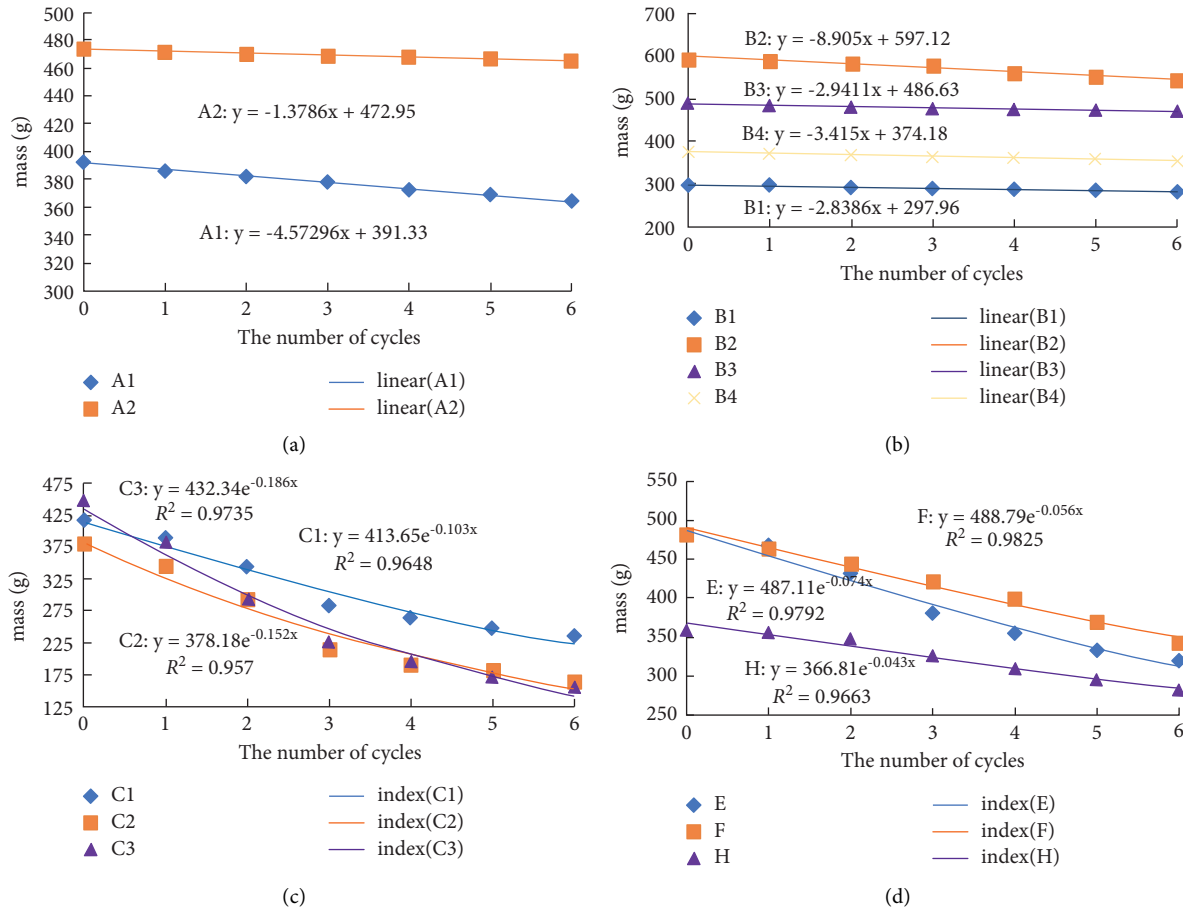 500
480
460
440
420
400
380
360
340
320
300
mass (g)
A2: y = -1.3786x + 472.95
A1: y = -4.57296x + 391.33
0 1 2 3 4 5 6
The number of cycles
A1 linear(A1)
A2 linear(A2)
(a)
700
600
500
400
300
200
mass (g)
B2: y = -8.905x + 597.12
B3: y = -2.9411x + 486.63
B4: y = -3.415x + 374.18
B1: y = -2.8386x + 297.96
0 1 2 3 4 5 6
The number of cycles
B1 linear(B1)
B2 linear(B2)
B3 linear(B3)
B4 linear(B4)
(b)
475
425
375
325
275
225
175
125
mass (g)
C3: y = 432.34e-0.186x
R2 = 0.9735
C1: y = 413.65e-0.103x
R2 = 0.9648
C2: y = 378.18e-0.152x
R2 = 0.957
0 1 2 3 4 5 6
The number of cycles
C1 index(C1)
C2 index(C2)
C3 index(C3)
(c)
550
500
450
400
350
300
250
mass (g)
F: y = 488.79e-0.056x
R2 = 0.9825
E: y = 487.11e-0.074x
R2 = 0.9792
H: y = 366.81e-0.043x
R2 = 0.9663
0 1 2 3 4 5 6
The number of cycles
E index(E)
F index(F)
H index(H)
(d)